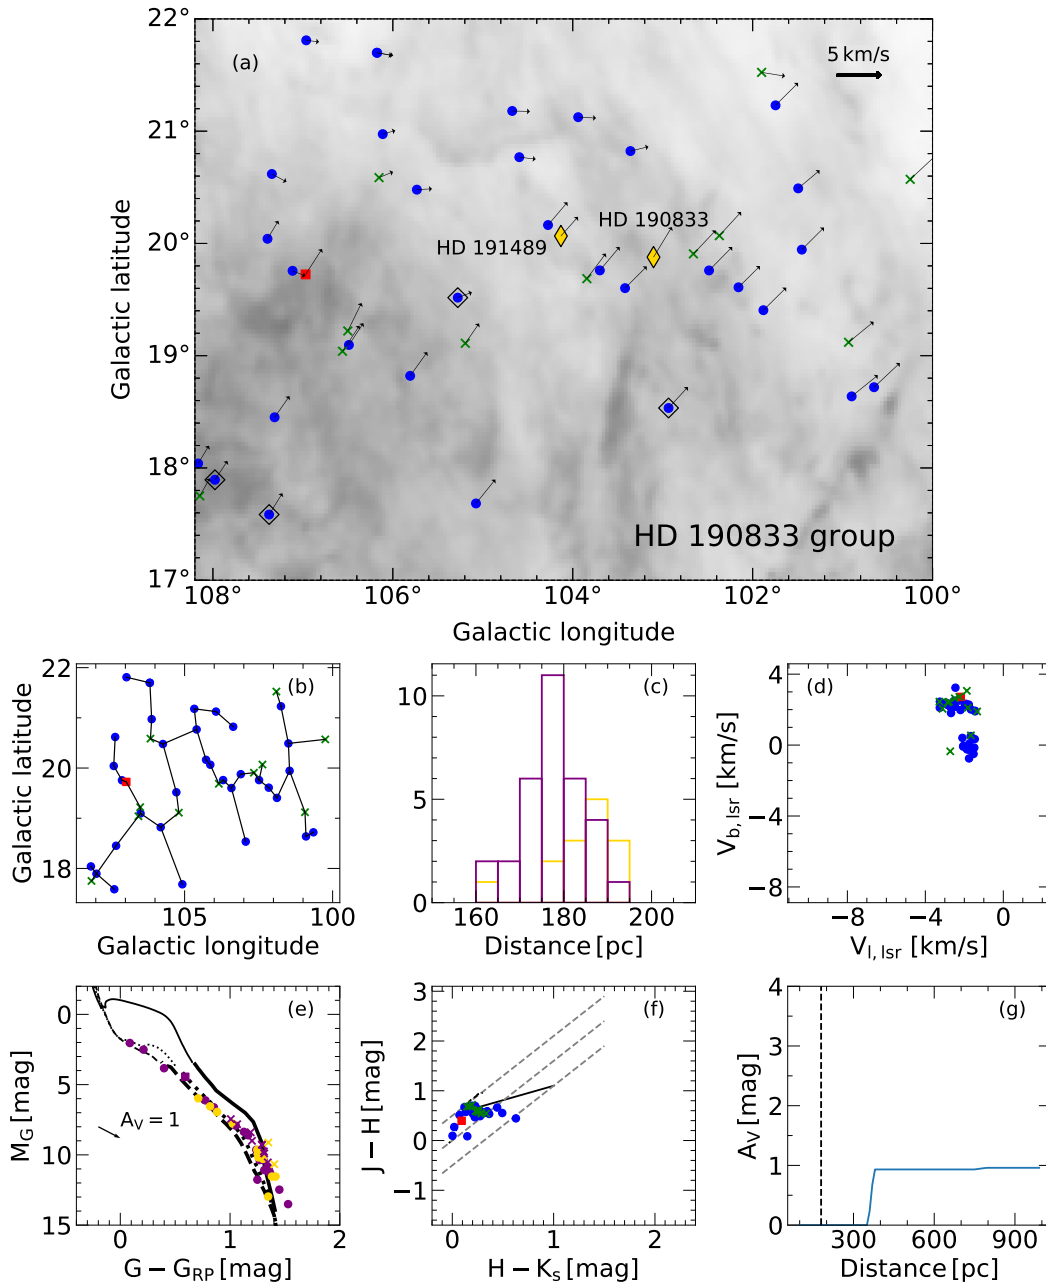 22°
(a)
5 km/s
21°
HD 190833
20°
HD 191489
Galactic latitude
19°
18°
HD 190833 group
17°
108°
106°
104°
102°
100°
Galactic longitude
22
(b)
20
18
Galactic latitude
105
100
Galactic longitude
10
(c)
5
0
160
180
200
Distance [pc]
4
(d)
0
−4
−8
V_b, lsr [km/s]
−8
−4
0
V_l, lsr [km/s]
0
(e)
5
A_V = 1
10
15
M_G [mag]
0
1
2
G − G_RP [mag]
3
(f)
2
1
0
−1
J − H [mag]
0
1
2
H − K_s [mag]
4
(g)
3
2
1
0
A_V [mag]
300
600
900
Distance [pc]